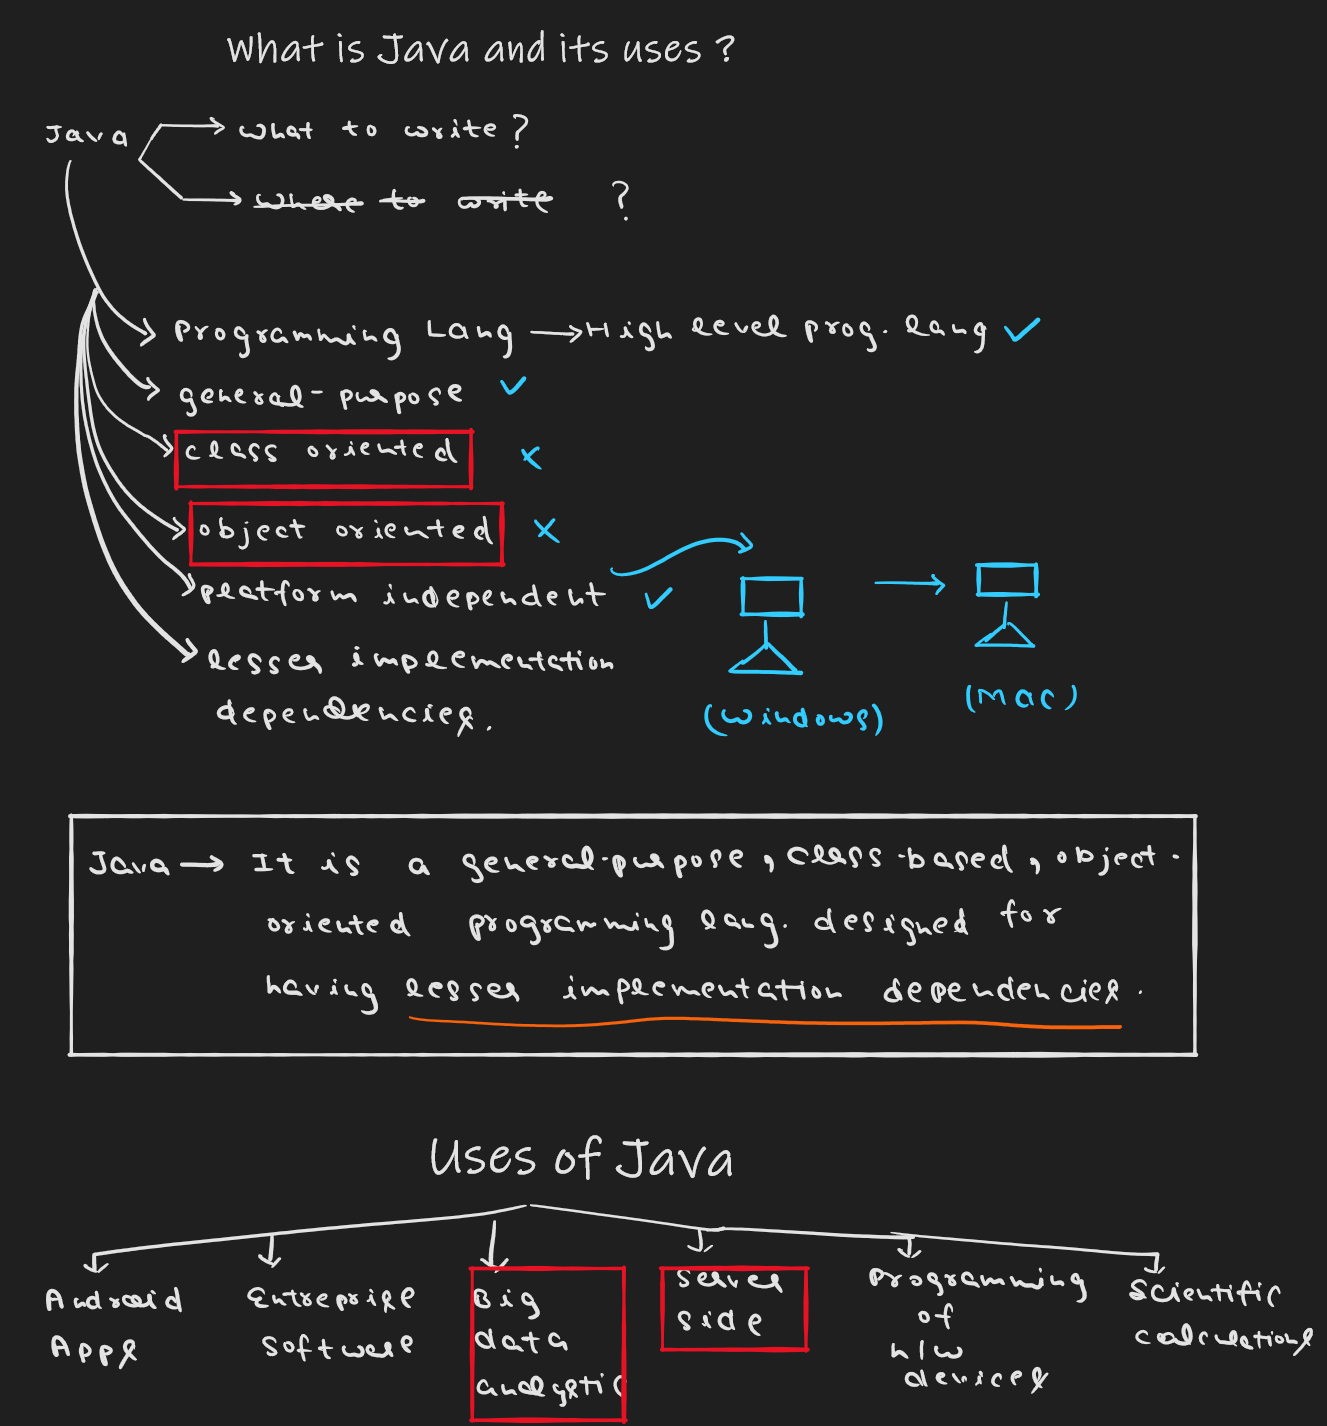 What is Java and its uses ?
Java
what to write?
where to write ?
Programming Lang → High level prog. lang ✓
general-purpose ✓
class oriented ×
object oriented ×
platform independent ✓
lesser implementation
dependencies.
(windows)
(Mac)
Java → It is a general-purpose, class-based, object-
oriented programming lang. designed for
having lesser implementation dependencies.
Uses of Java
Android
Apps
Entreprise
Software
Big
data
analytic
Server
side
Programming
of
h/w
devices
Scientific
calculations